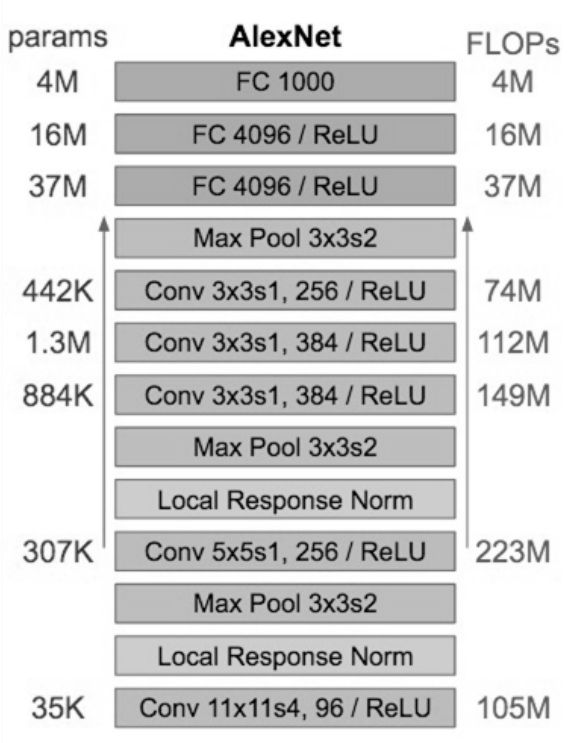 params AlexNet FLOPs
4M FC 1000 4M
16M FC 4096 / ReLU 16M
37M FC 4096 / ReLU 37M
Max Pool 3x3s2
442K Conv 3x3s1, 256 / ReLU 74M
1.3M Conv 3x3s1, 384 / ReLU 112M
884K Conv 3x3s1, 384 / ReLU 149M
Max Pool 3x3s2
Local Response Norm
307K Conv 5x5s1, 256 / ReLU 223M
Max Pool 3x3s2
Local Response Norm
35K Conv 11x11s4, 96 / ReLU 105M